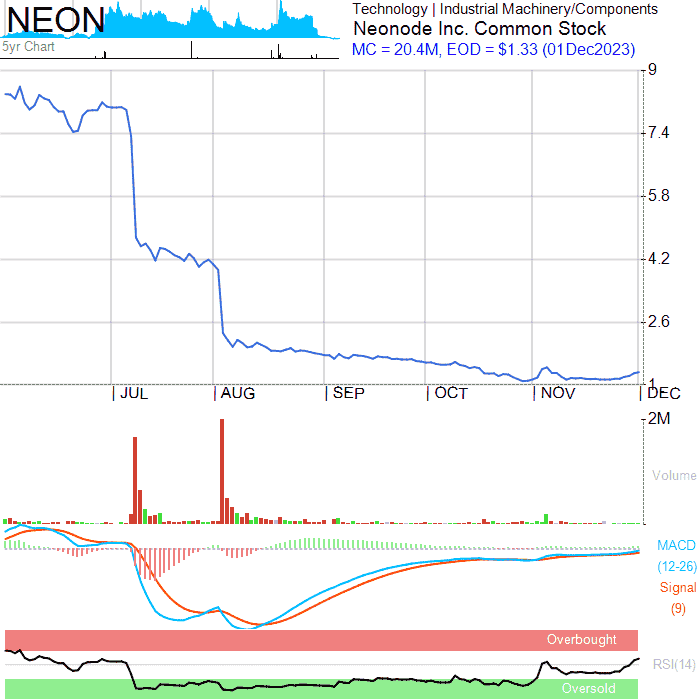 NEON
5yr Chart
Technology | Industrial Machinery/Components
Neonode Inc. Common Stock
MC = 20.4M, EOD = $1.33 (01Dec2023)
9
7.4
5.8
4.2
2.6
1
JUL AUG SEP OCT NOV DEC
2M
Volume
MACD
(12-26)
Signal
(9)
Overbought
RSI(14)
Oversold